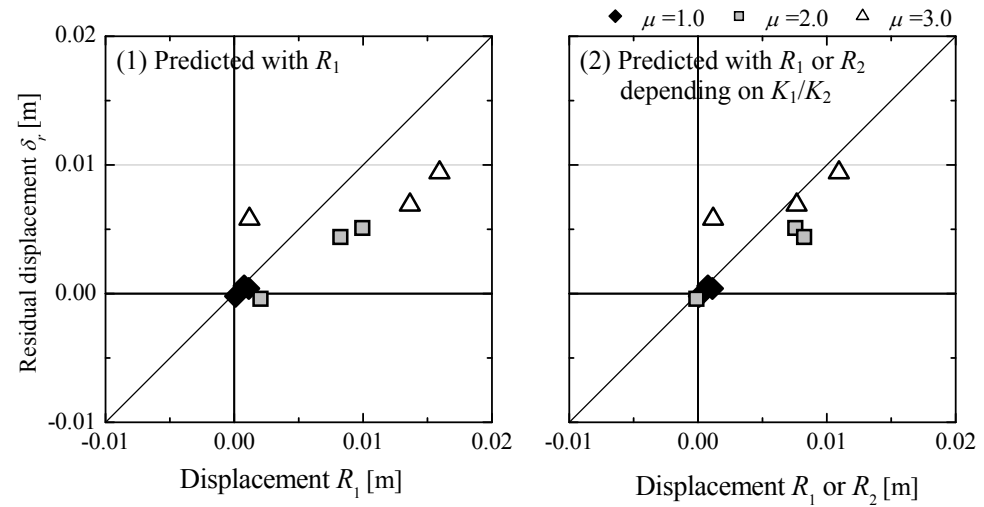 μ =1.0 μ =2.0 μ =3.0
0.02
(1) Predicted with R1
(2) Predicted with R1 or R2
depending on K1/K2
0.01
0.00
-0.01
Residual displacement δr [m]
-0.01 0.00 0.01 0.02
-0.01 0.00 0.01 0.02
Displacement R1 [m]
Displacement R1 or R2 [m]